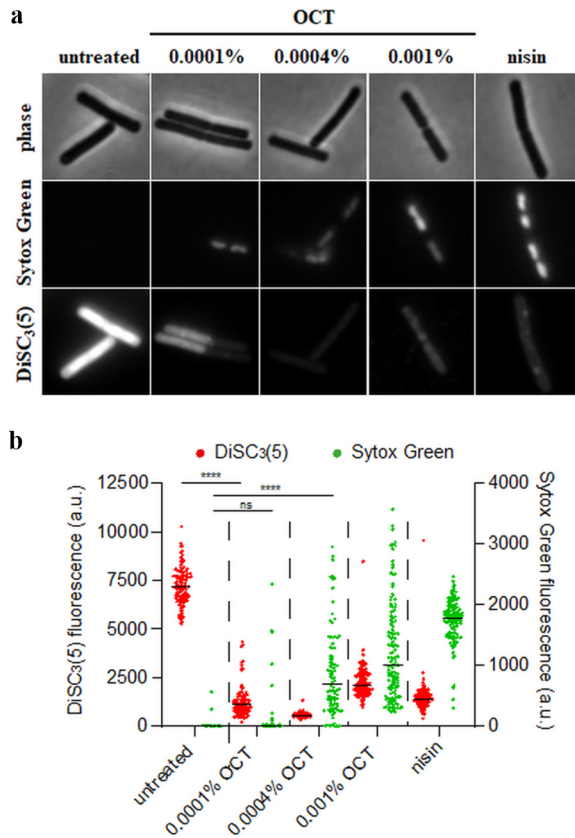 a
OCT
untreated 0.0001% 0.0004% 0.001% nisin
phase
Sytox Green
DiSC3(5)
b
DiSC3(5) Sytox Green
DiSC3(5) fluorescence (a.u.)
12500
10000
7500
5000
2500
0
****
****
ns
4000
3000
2000
1000
0
Sytox Green fluorescence (a.u.)
untreated
0.0001% OCT
0.0004% OCT
0.001% OCT
nisin